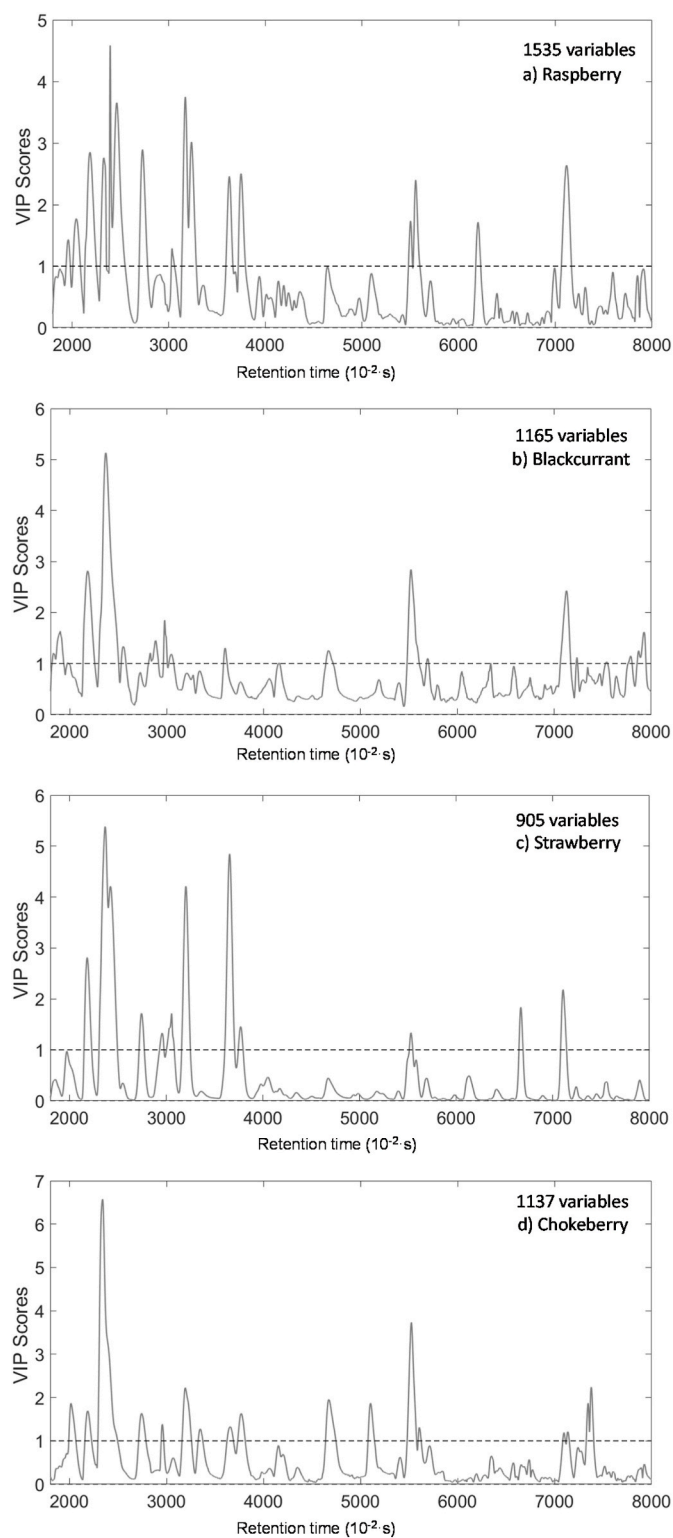 1535 variables
a) Raspberry
5
4
3
2
1
0
VIP Scores
2000 3000 4000 5000 6000 7000 8000
Retention time (10-2·s)
1165 variables
b) Blackcurrant
6
5
4
3
2
1
0
VIP Scores
2000 3000 4000 5000 6000 7000 8000
Retention time (10-2·s)
905 variables
c) Strawberry
6
5
4
3
2
1
0
VIP Scores
2000 3000 4000 5000 6000 7000 8000
Retention time (10-2·s)
1137 variables
d) Chokeberry
7
6
5
4
3
2
1
0
VIP Scores
2000 3000 4000 5000 6000 7000 8000
Retention time (10-2·s)